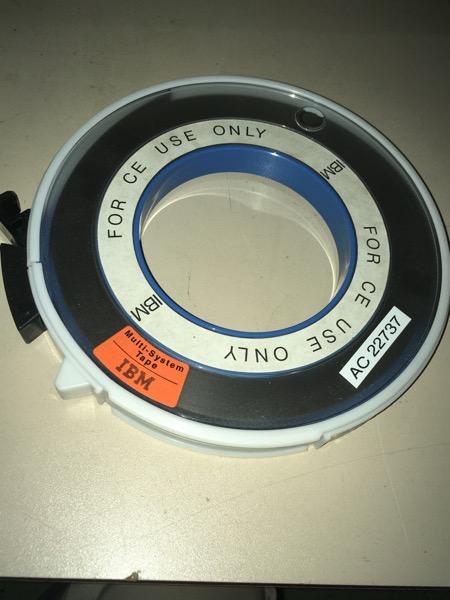 FOR CE USE ONLY
IBM
FOR CE USE ONLY
IBM
Multi-System
Tape
IBM
AC 22737